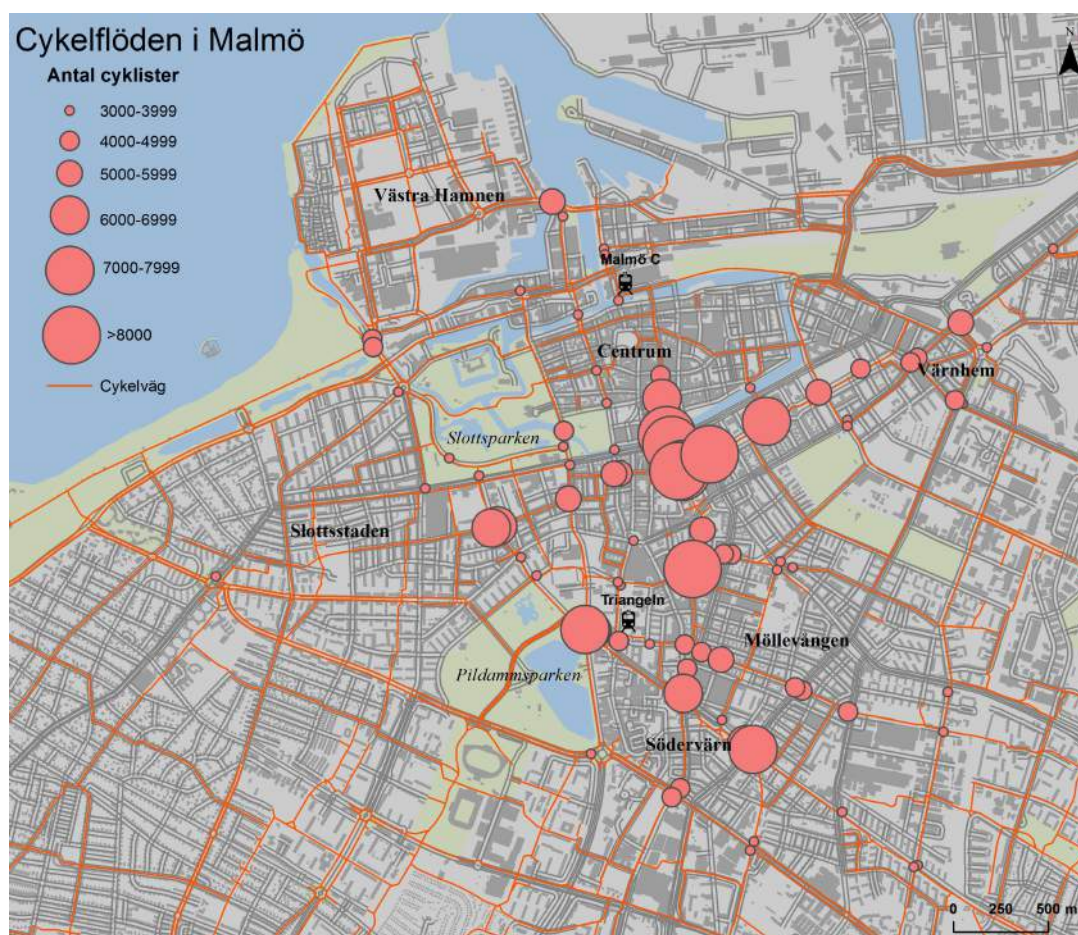 Cykelflöden i Malmö
Antal cyklister
3000-3999
4000-4999
5000-5999
6000-6999
7000-7999
>8000
Cykelväg
N
Västra Hamnen
Malmö C
Centrum
Värnhem
Slottsparken
Slottsstaden
Triangeln
Möllevången
Pildammsparken
Södervärn
0 250 500 m